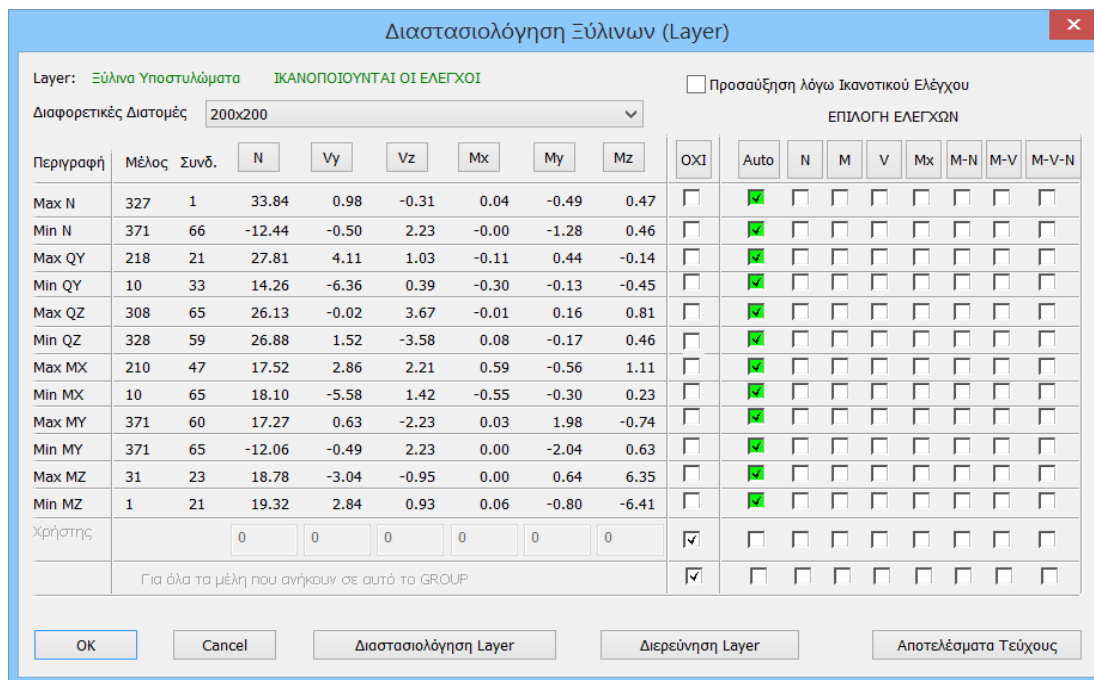 Διαστασιολόγηση Ξύλινων (Layer)
Layer: Ξύλινα Υποστυλώματα ΙΚΑΝΟΠΟΙΟΥΝΤΑΙ ΟΙ ΕΛΕΓΧΟΙ
Προσαύξηση λόγω Ικανοτικού Ελέγχου
Διαφορετικές Διατομές 200x200
ΕΠΙΛΟΓΗ ΕΛΕΓΧΩΝ
Περιγραφή Μέλος Συνδ. N Vy Vz Mx My Mz ΟΧΙ Auto N M V Mx M-N M-V M-V-N
Max N 327 1 33.84 0.98 -0.31 0.04 -0.49 0.47
Min N 371 66 -12.44 -0.50 2.23 -0.00 -1.28 0.46
Max QY 218 21 27.81 4.11 1.03 -0.11 0.44 -0.14
Min QY 10 33 14.26 -6.36 0.39 -0.30 -0.13 -0.45
Max QZ 308 65 26.13 -0.02 3.67 -0.01 0.16 0.81
Min QZ 328 59 26.88 1.52 -3.58 0.08 -0.17 0.46
Max MX 210 47 17.52 2.86 2.21 0.59 -0.56 1.11
Min MX 10 65 18.10 -5.58 1.42 -0.55 -0.30 0.23
Max MY 371 60 17.27 0.63 -2.23 0.03 1.98 -0.74
Min MY 371 65 -12.06 -0.49 2.23 0.00 -2.04 0.63
Max MZ 31 23 18.78 -3.04 -0.95 0.00 0.64 6.35
Min MZ 1 21 19.32 2.84 0.93 0.06 -0.80 -6.41
Χρήστης 0 0 0 0 0 0
Για όλα τα μέλη που ανήκουν σε αυτό το GROUP
OK Cancel Διαστασιολόγηση Layer Διερεύνηση Layer Αποτελέσματα Τεύχους